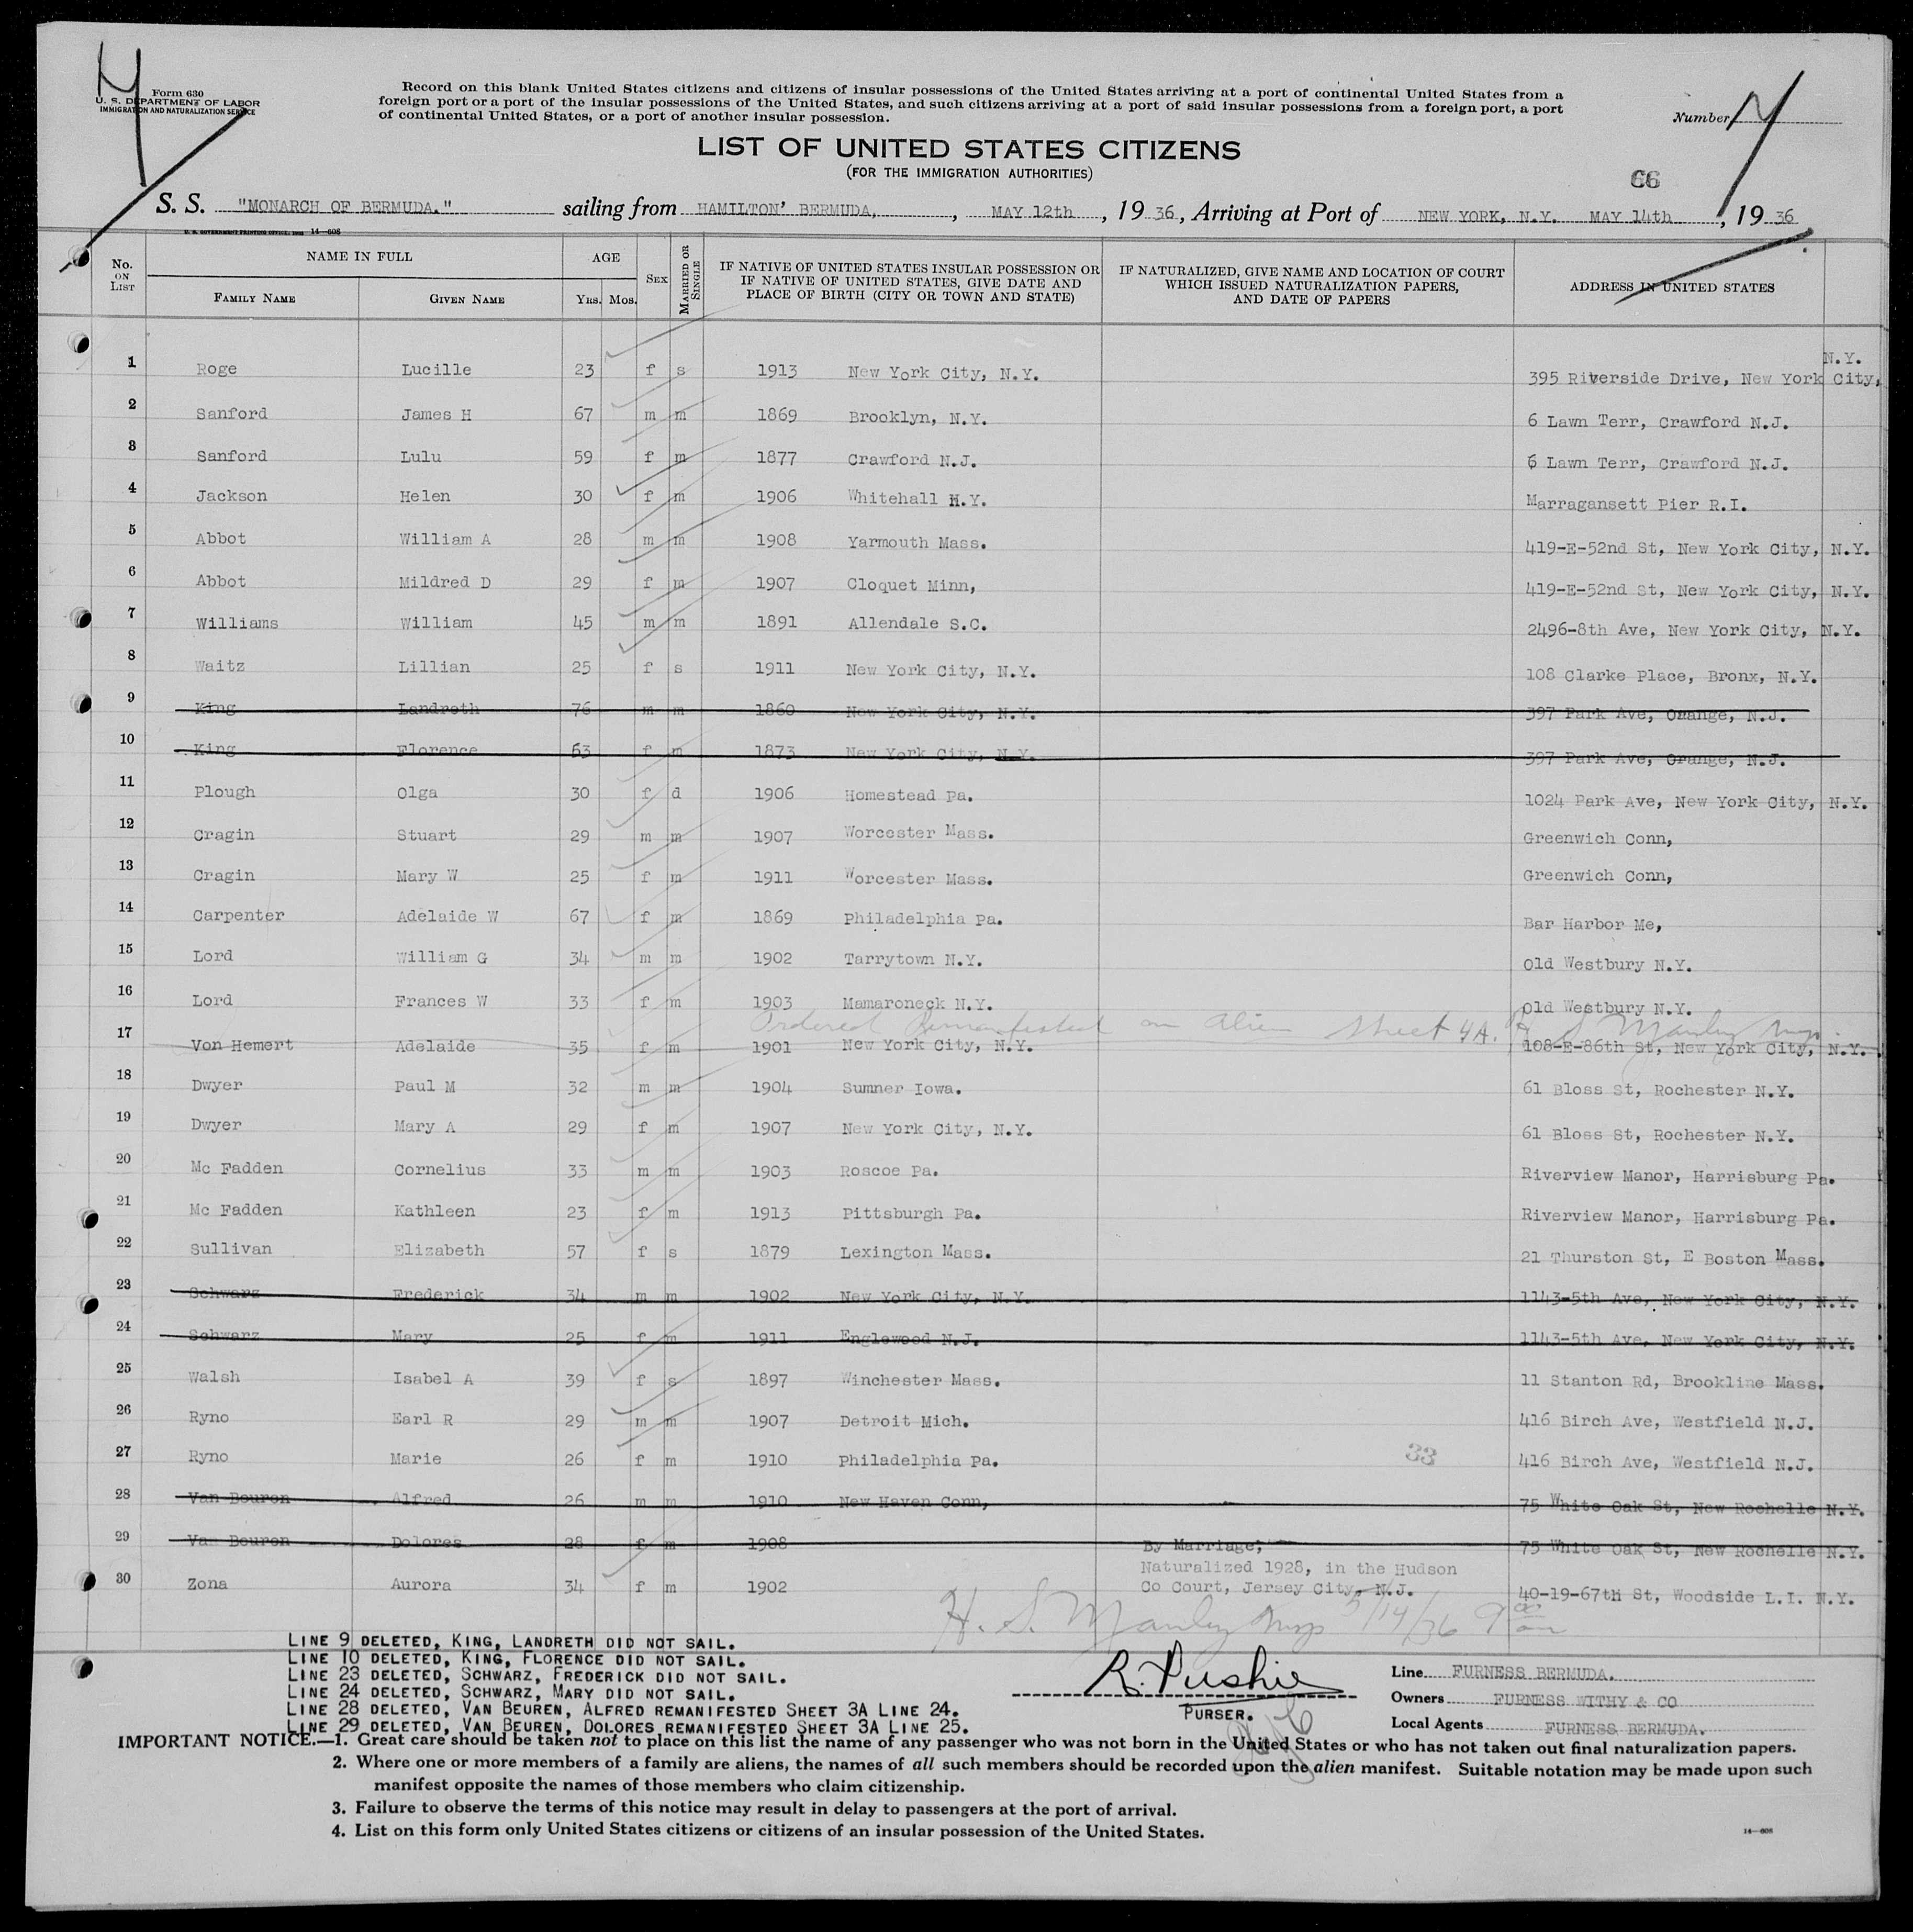 Form 630
U. S. DEPARTMENT OF LABOR
IMMIGRATION AND NATURALIZATION SERVICE
Record on this blank United States citizens and citizens of insular possessions of the United States arriving at a port of continental United States from a
foreign port or a port of the insular possessions of the United States, and such citizens arriving at a port of said insular possessions from a foreign port, a port
of continental United States, or a port of another insular possession.
Number
LIST OF UNITED STATES CITIZENS
(FOR THE IMMIGRATION AUTHORITIES)
66
S. S. "MONARCH OF BERMUDA." sailing from HAMILTON' BERMUDA, , MAY 12th , 19 36, Arriving at Port of NEW YORK, N.Y. MAY 14th , 19 36
U. S. GOVERNMENT PRINTING OFFICE: 14—608
No. ON LIST NAME IN FULL FAMILY NAME GIVEN NAME AGE YRS. MOS. SEX MARRIED OR SINGLE IF NATIVE OF UNITED STATES INSULAR POSSESSION OR IF NATIVE OF UNITED STATES, GIVE DATE AND PLACE OF BIRTH (CITY OR TOWN AND STATE) IF NATURALIZED, GIVE NAME AND LOCATION OF COURT WHICH ISSUED NATURALIZATION PAPERS, AND DATE OF PAPERS ADDRESS IN UNITED STATES
1 Roge Lucille 23 f s 1913 New York City, N.Y. 395 Riverside Drive, New York City, N.Y.
2 Sanford James H 67 m m 1869 Brooklyn, N.Y. 6 Lawn Terr, Crawford N.J.
3 Sanford Lulu 59 f m 1877 Crawford N.J. 6 Lawn Terr, Crawford N.J.
4 Jackson Helen 30 f m 1906 Whitehall N.Y. Marragansett Pier R.I.
5 Abbot William A 28 m m 1908 Yarmouth Mass. 419-E-52nd St, New York City, N.Y.
6 Abbot Mildred D 29 f m 1907 Cloquet Minn, 419-E-52nd St, New York City, N.Y.
7 Williams William 45 m m 1891 Allendale S.C. 2496-8th Ave, New York City, N.Y.
8 Waitz Lillian 25 f s 1911 New York City, N.Y. 108 Clarke Place, Bronx, N.Y.
9 King Landreth 76 m m 1860 New York City, N.Y. 397 Park Ave, Orange, N.J.
10 King Florence 63 f m 1873 New York City, N.Y. 397 Park Ave, Orange, N.J.
11 Plough Olga 30 f d 1906 Homestead Pa. 1024 Park Ave, New York City, N.Y.
12 Cragin Stuart 29 m m 1907 Worcester Mass. Greenwich Conn,
13 Cragin Mary W 25 f m 1911 Worcester Mass. Greenwich Conn,
14 Carpenter Adelaide W 67 f m 1869 Philadelphia Pa. Bar Harbor Me,
15 Lord William G 34 m m 1902 Tarrytown N.Y. Old Westbury N.Y.
16 Lord Frances W 33 f m 1903 Mamaroneck N.Y. Old Westbury N.Y.
Ordered Remanifested on alien sheet 4A. H. S. Manley
17 Von Hemert Adelaide 35 f m 1901 New York City, N.Y. 108-E-86th St, New York City, N.Y.
18 Dwyer Paul M 32 m m 1904 Sumner Iowa. 61 Bloss St, Rochester N.Y.
19 Dwyer Mary A 29 f m 1907 New York City, N.Y. 61 Bloss St, Rochester N.Y.
20 Mc Fadden Cornelius 33 m m 1903 Roscoe Pa. Riverview Manor, Harrisburg Pa.
21 Mc Fadden Kathleen 23 f m 1913 Pittsburgh Pa. Riverview Manor, Harrisburg Pa.
22 Sullivan Elizabeth 57 f s 1879 Lexington Mass. 21 Thurston St, E Boston Mass.
23 Schwarz Frederick 34 m m 1902 New York City, N.Y. 1143-5th Ave, New York City, N.Y.
24 Schwarz Mary 25 f m 1911 Englewood N.J. 1143-5th Ave, New York City, N.Y.
25 Walsh Isabel A 39 f s 1897 Winchester Mass. 11 Stanton Rd, Brookline Mass.
26 Ryno Earl R 29 m m 1907 Detroit Mich. 416 Birch Ave, Westfield N.J.
27 Ryno Marie 26 f m 1910 Philadelphia Pa. 33 416 Birch Ave, Westfield N.J.
28 Van Beuren Alfred 26 m m 1910 New Haven Conn, 75 White Oak St, New Rochelle N.Y.
29 Van Beuren Dolores 28 f m 1908 By Marriage, 75 White Oak St, New Rochelle N.Y.
Naturalized 1928, in the Hudson
30 Zona Aurora 34 f m 1902 Co Court, Jersey City, N.J. 40-19-67th St, Woodside L.I. N.Y.
H. S. Manley 5/14/36 9 00 am
LINE 9 DELETED, KING, LANDRETH DID NOT SAIL.
LINE 10 DELETED, KING, FLORENCE DID NOT SAIL.
LINE 23 DELETED, SCHWARZ, FREDERICK DID NOT SAIL.
LINE 24 DELETED, SCHWARZ, MARY DID NOT SAIL.
LINE 28 DELETED, VAN BEUREN, ALFRED REMANIFESTED SHEET 3A LINE 24.
LINE 29 DELETED, VAN BEUREN, DOLORES REMANIFESTED SHEET 3A LINE 25.
R. Pushie
PURSER.
Line FURNESS BERMUDA.
Owners FURNESS WITHY & CO
Local Agents FURNESS BERMUDA.
IMPORTANT NOTICE.—1. Great care should be taken not to place on this list the name of any passenger who was not born in the United States or who has not taken out final naturalization papers.
2. Where one or more members of a family are aliens, the names of all such members should be recorded upon the alien manifest. Suitable notation may be made upon such
manifest opposite the names of those members who claim citizenship.
3. Failure to observe the terms of this notice may result in delay to passengers at the port of arrival.
4. List on this form only United States citizens or citizens of an insular possession of the United States.
14—608